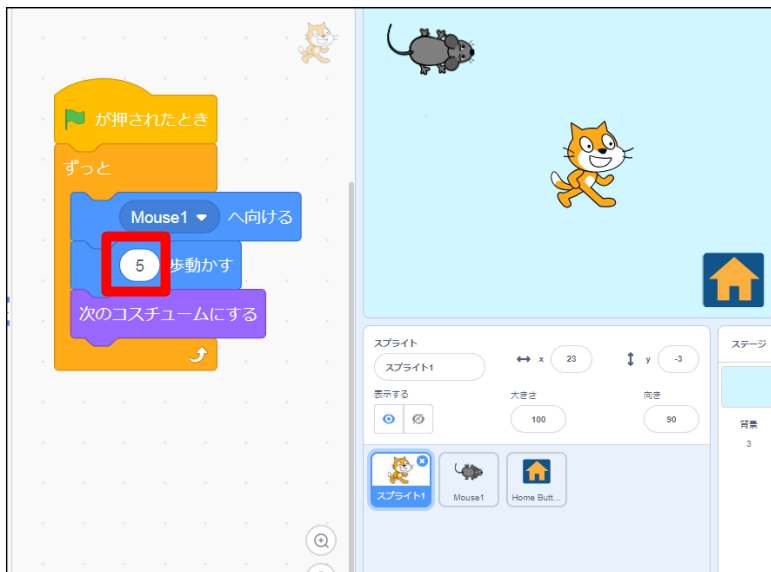 が押されたとき
ずっと
Mouse1 へ向ける
5 歩動かす
次のコスチュームにする
スプライト
スプライト1
x 23
y -3
表示する
大きさ
100
向き
90
スプライト1
Mouse1
Home Butt...
ステージ
背景
3